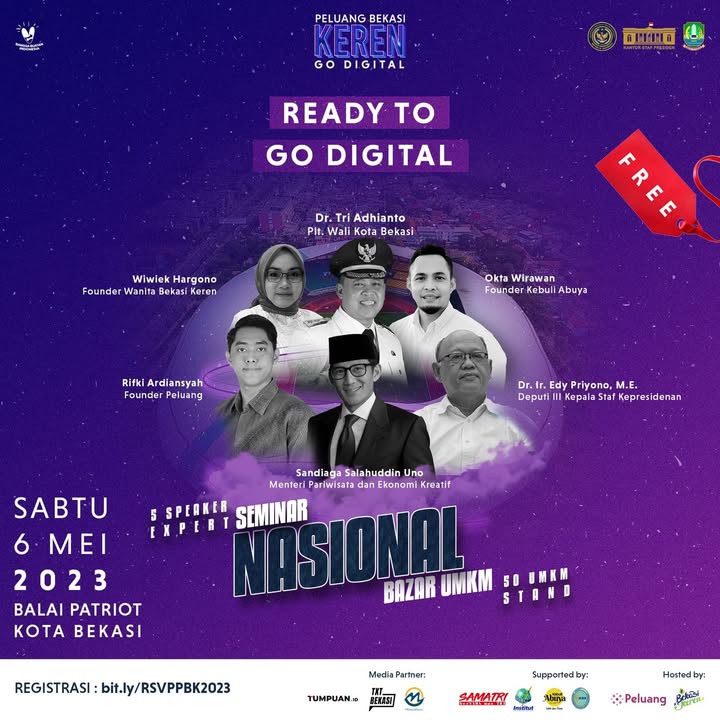 PELUANG BEKASI
KEREN
GO DIGITAL
KANTOR STAF PRESIDEN
READY TO
GO DIGITAL
FREE
Dr. Tri Adhianto
Plt. Wali Kota Bekasi
Wiwiek Hargono
Founder Wanita Bekasi Keren
Okta Wirawan
Founder Kebuli Abuya
Rifki Ardiansyah
Founder Peluang
Dr. Ir. Edy Priyono, M.E.
Deputi III Kepala Staf Kepresidenan
Sandiaga Salahuddin Uno
Menteri Pariwisata dan Ekonomi Kreatif
SABTU
6 MEI
2023
BALAI PATRIOT
KOTA BEKASI
5 SPEAKER
EXPERT
SEMINAR
NASIONAL
BAZAR UMKM
50 UMKM
STAND
REGISTRASI : bit.ly/RSVPPBK2023
Media Partner:
TUMPUAN.ID
TKT
BEKASI
Supported by:
SAMATRI
Institut
Abuya
Hosted by:
Peluang
Bekasi
Keren